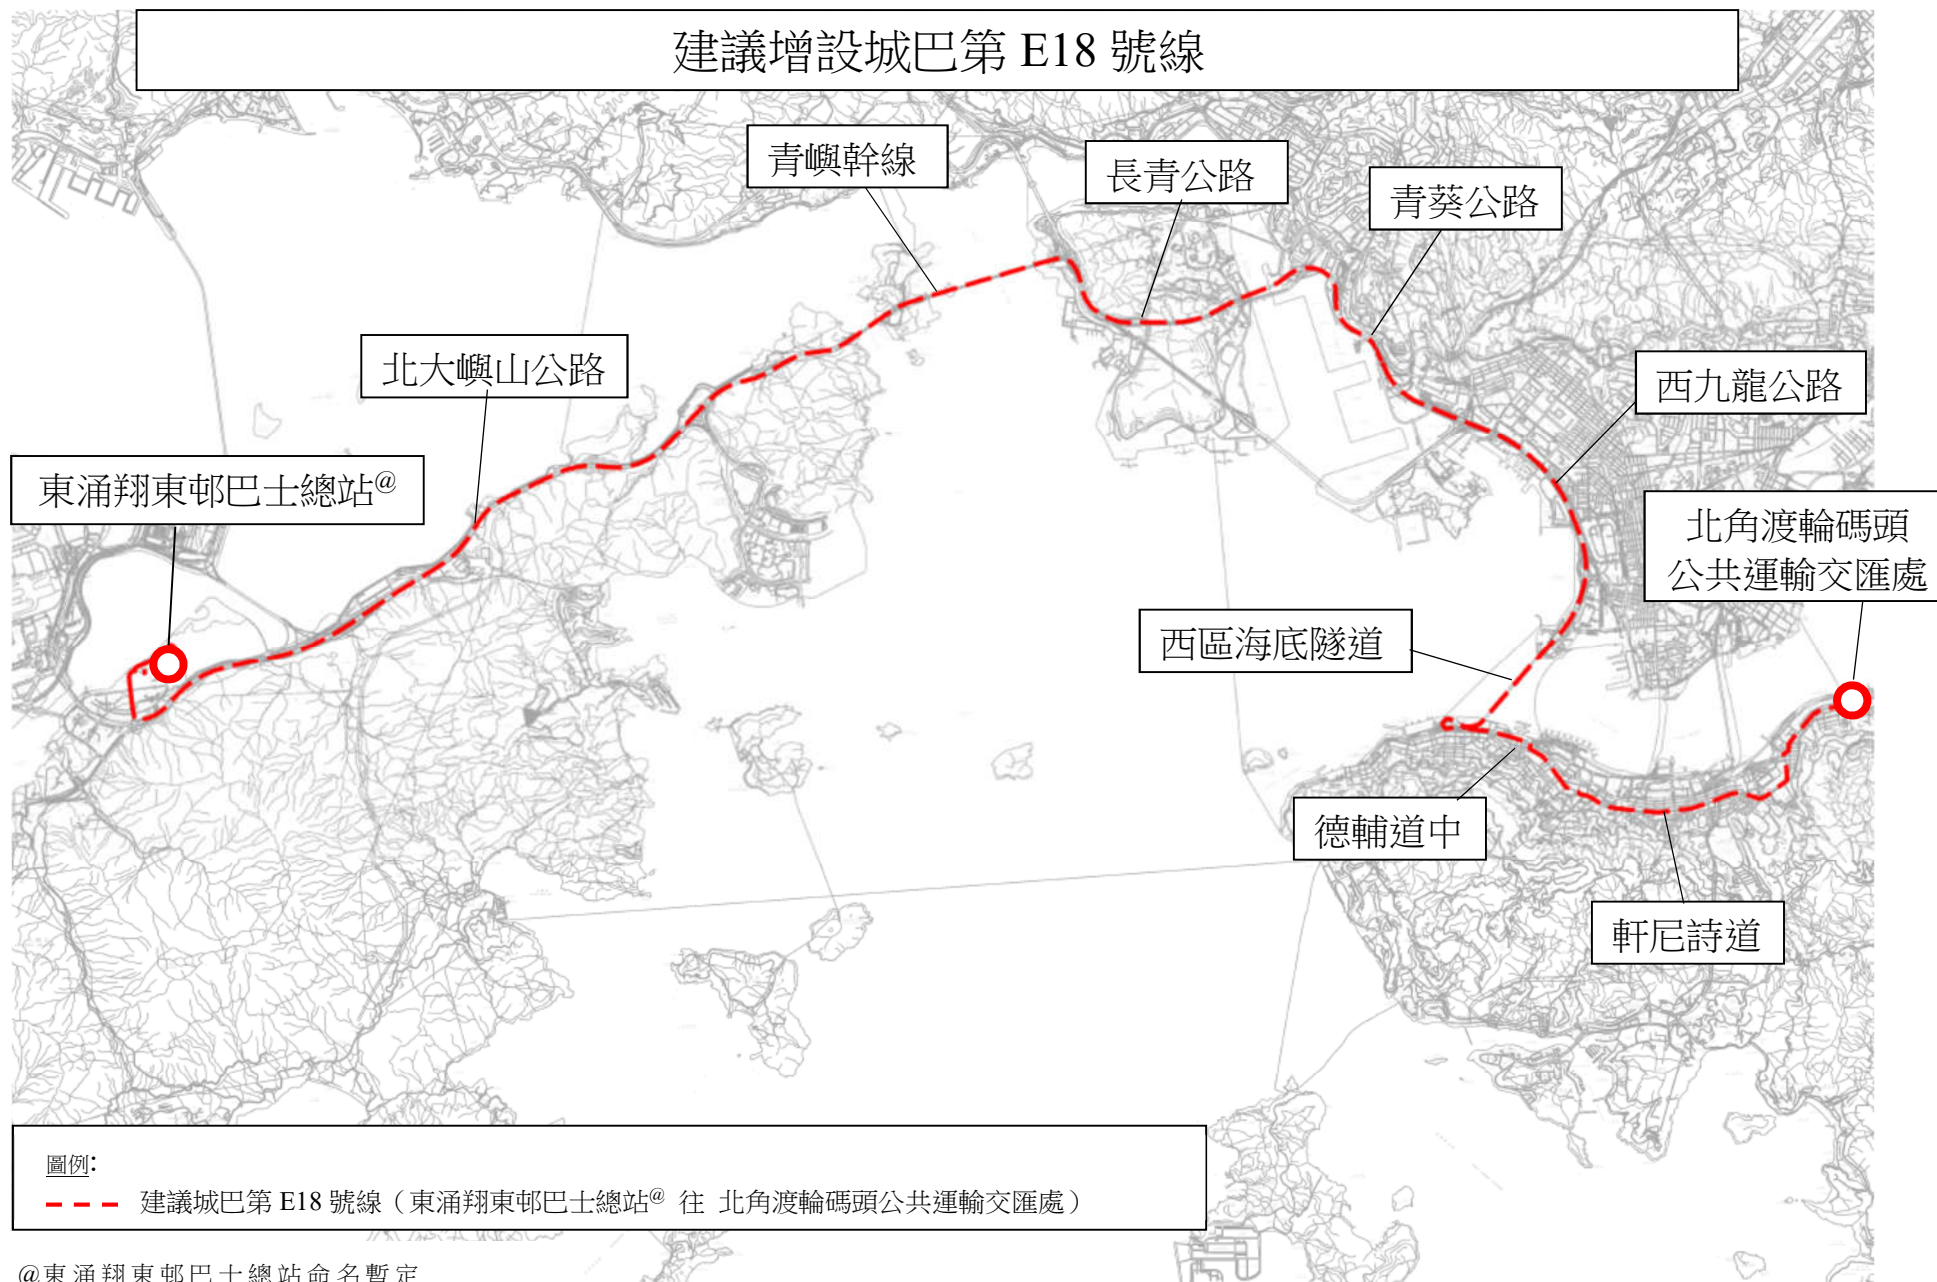 建議增設城巴第 E18 號線
青嶼幹線
長青公路
青葵公路
北大嶼山公路
西九龍公路
東涌翔東邨巴士總站@
北角渡輪碼頭
公共運輸交匯處
西區海底隧道
德輔道中
軒尼詩道
圖例:
建議城巴第 E18 號線（東涌翔東邨巴士總站@ 往 北角渡輪碼頭公共運輸交匯處）
@東涌翔東邨巴士總站命名暫定